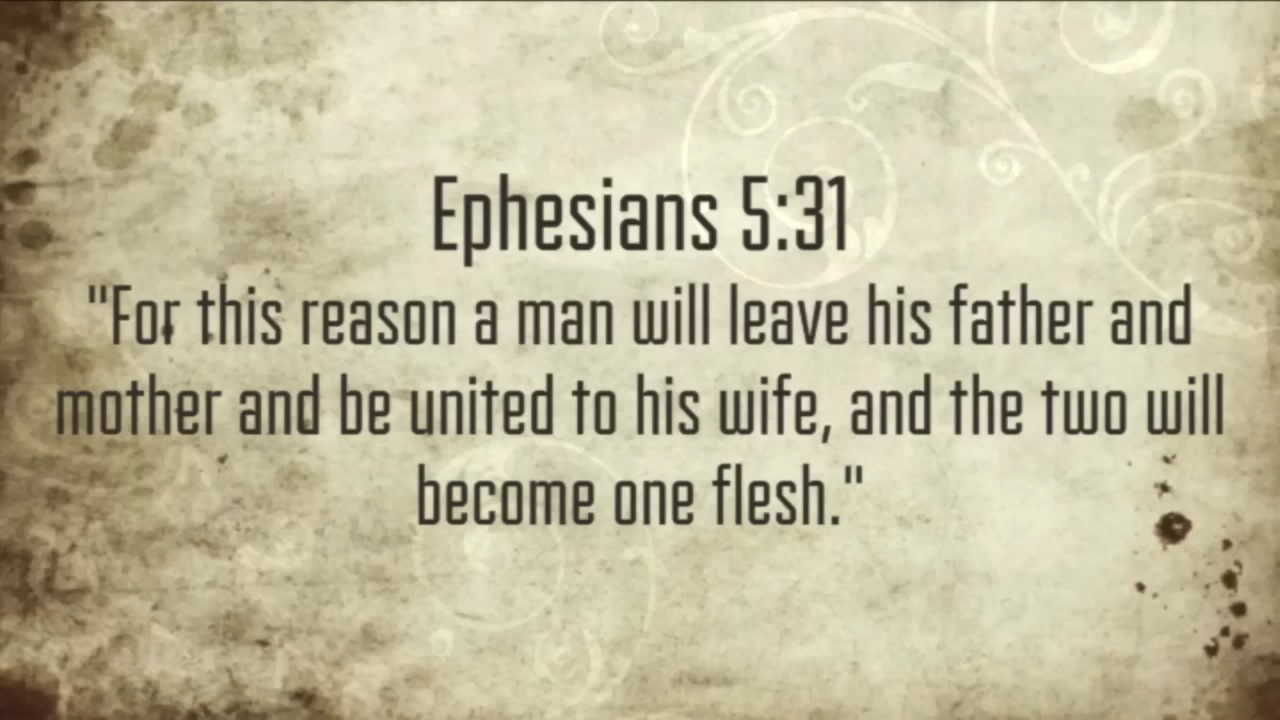 Ephesians 5:31
"For this reason a man will leave his father and
mother and be united to his wife, and the two will
become one flesh."